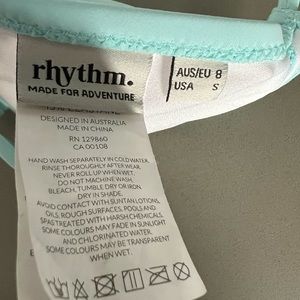 rhythm.
MADE FOR ADVENTURE
AUS/EU 8
USA S
DESIGNED IN AUSTRALIA
MADE IN CHINA
RN 129860
CA 00108
HAND WASH SEPARATELY IN COLD WATER.
RINSE THOROUGHLY AFTER WEAR.
NEVER ROLL UP WHEN WET.
DO NOT MACHINE WASH,
BLEACH, TUMBLE DRY OR IRON.
DRY IN SHADE.
AVOID CONTACT WITH SUNTAN LOTIONS,
OILS, ROUGH SURFACES, POOLS AND
SPAS TREATED WITH HARSH CHEMICALS.
SOME COLOURS MAY FADE IN SUNLIGHT
AND CHLORINATED WATER.
SOME COLOURS MAY BE TRANSPARENT
WHEN WET.